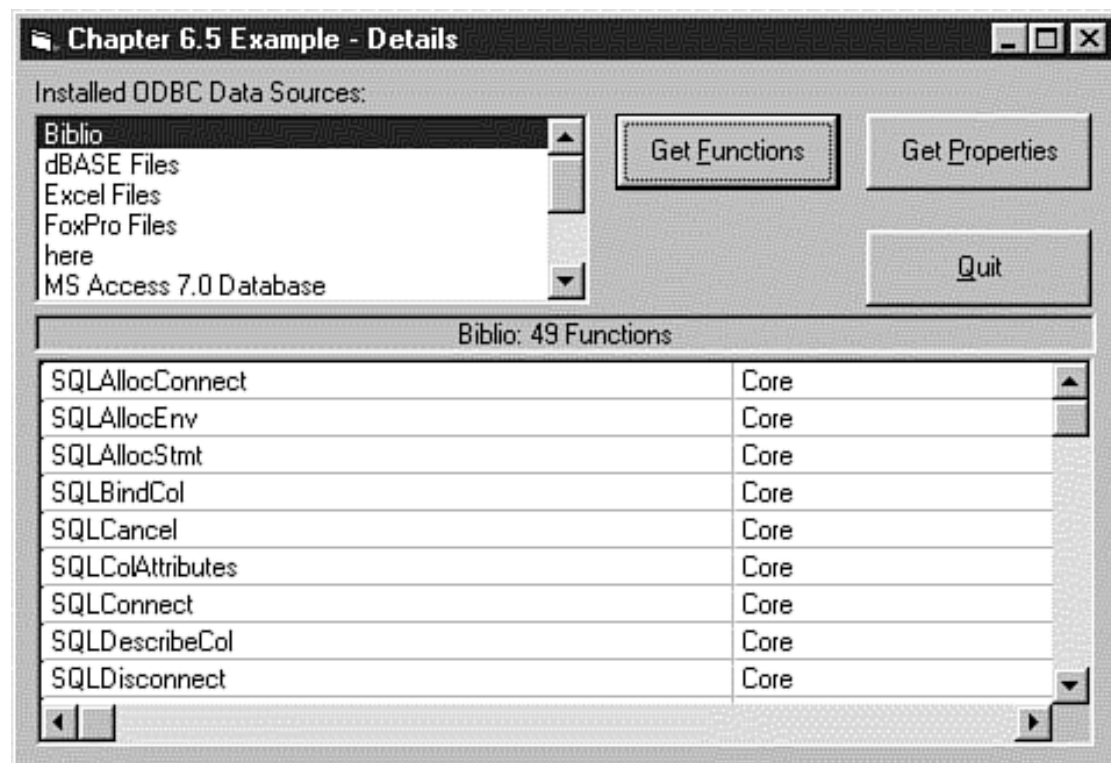 Chapter 6.5 Example - Details
Installed ODBC Data Sources:
Biblio
dBASE Files
Excel Files
FoxPro Files
here
MS Access 7.0 Database
Get Functions
Get Properties
Quit
Biblio: 49 Functions
SQLAllocConnect Core
SQLAllocEnv Core
SQLAllocStmt Core
SQLBindCol Core
SQLCancel Core
SQLColAttributes Core
SQLConnect Core
SQLDescribeCol Core
SQLDisconnect Core